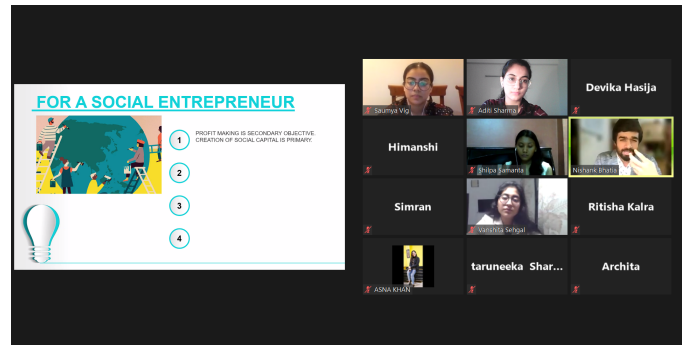 FOR A SOCIAL ENTREPRENEUR
1
PROFIT MAKING IS SECONDARY OBJECTIVE.
CREATION OF SOCIAL CAPITAL IS PRIMARY.
2
3
4
Saumya Vig
Aditi Sharma
Devika Hasija
Himanshi
Shilpa Samanta
Nishank Bhatia
Simran
Vanshita Sehgal
Ritisha Kalra
ASNA KHAN
taruneeka Shar...
Archita